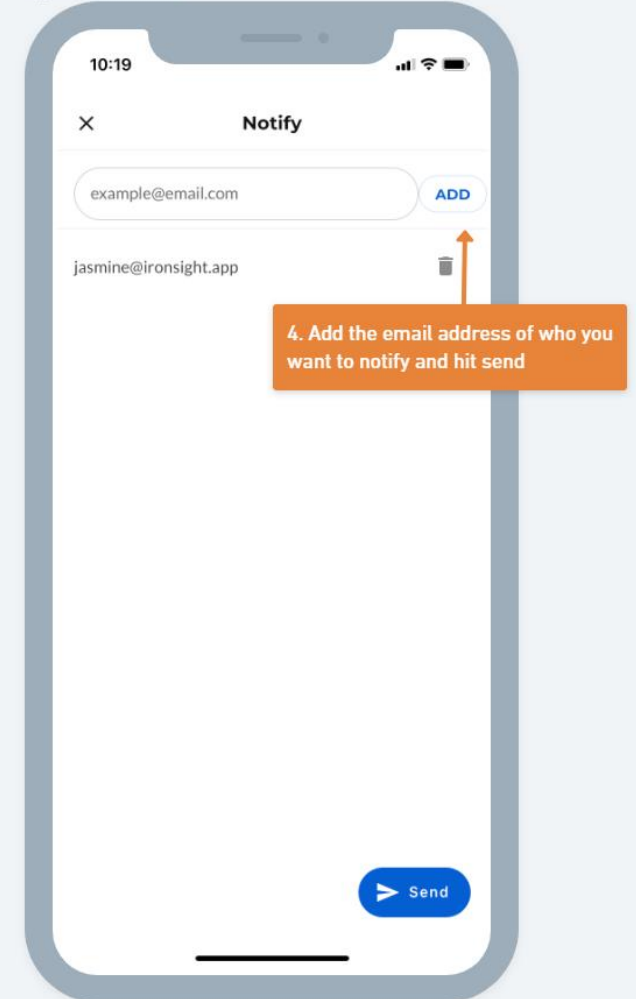 10:19
Notify
example@email.com
ADD
jasmine@ironsight.app
4. Add the email address of who you
want to notify and hit send
Send